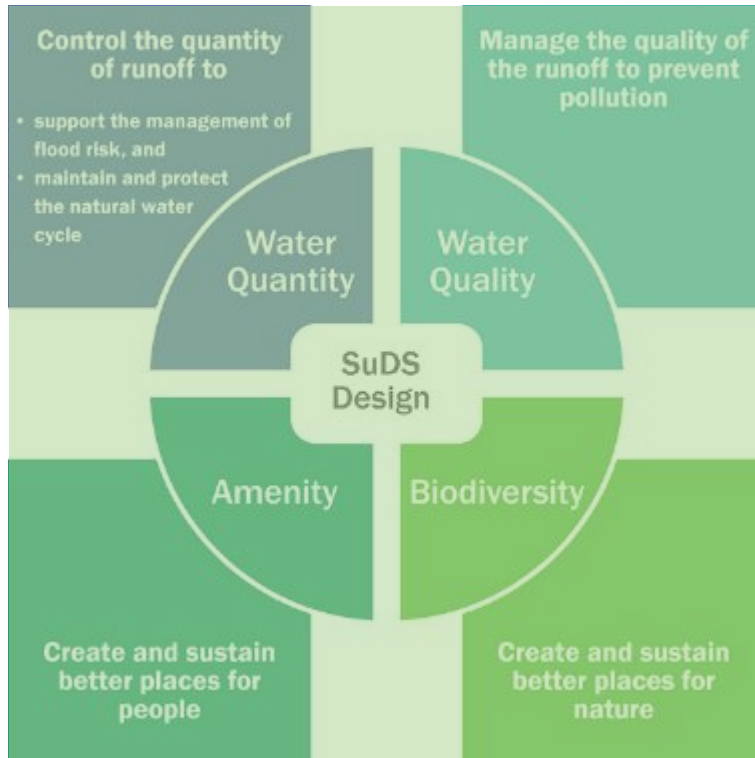 Control the quantity
of runoff to
• support the management of
flood risk, and
• maintain and protect
the natural water
cycle
Manage the quality of
the runoff to prevent
pollution
Water
Quantity
Water
Quality
SuDS
Design
Amenity
Biodiversity
Create and sustain
better places for
people
Create and sustain
better places for
nature